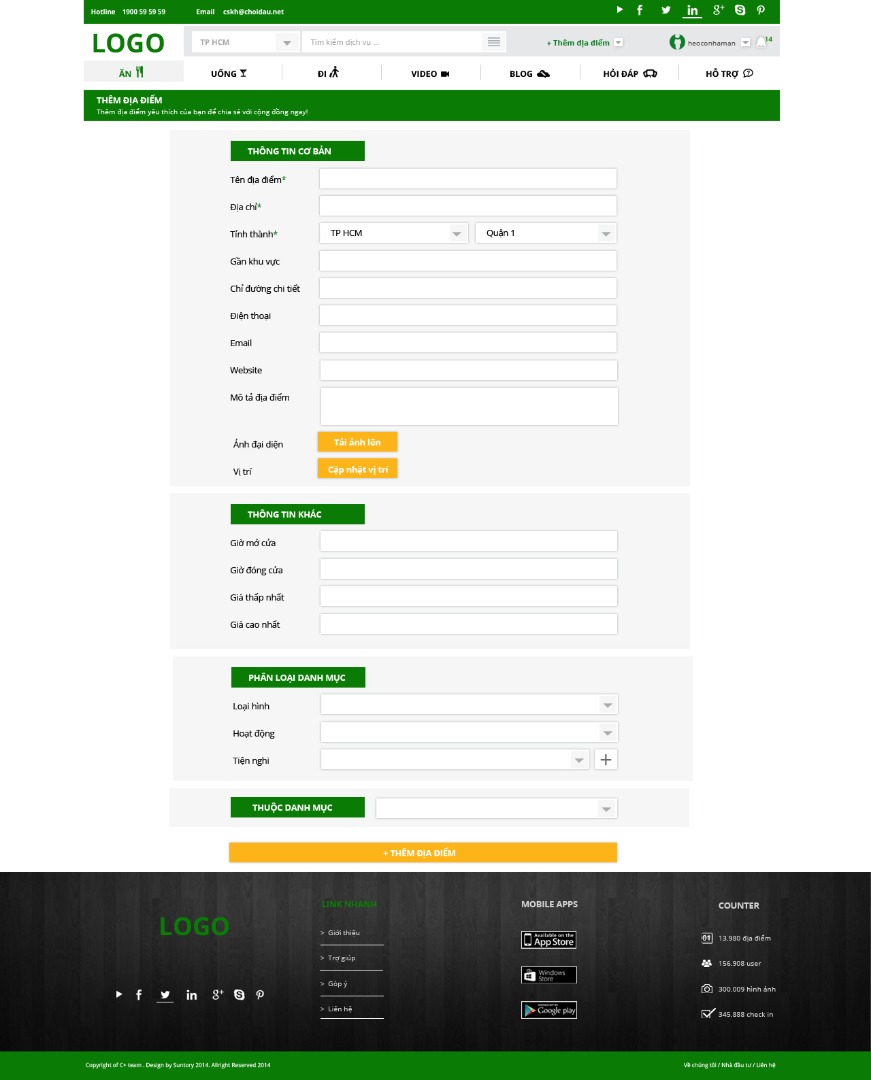 Hotline 1900 59 59 59 Email cskh@choidau.net
LOGO TP HCM Tìm kiếm dịch vụ ... + Thêm địa điểm heoconhaman 14
ĂN UỐNG ĐI VIDEO BLOG HỎI ĐÁP HỖ TRỢ
THÊM ĐỊA ĐIỂM
Thêm địa điểm yêu thích của bạn để chia sẻ với cộng đồng ngay!
THÔNG TIN CƠ BẢN
Tên địa điểm*
Địa chỉ*
Tỉnh thành* TP HCM Quận 1
Gần khu vực
Chỉ đường chi tiết
Điện thoại
Email
Website
Mô tả địa điểm
Ảnh đại diện Tải ảnh lên
Vị trí Cập nhật vị trí
THÔNG TIN KHÁC
Giờ mở cửa
Giờ đóng cửa
Giá thấp nhất
Giá cao nhất
PHÂN LOẠI DANH MỤC
Loại hình
Hoạt động
Tiện nghi
THUỘC DANH MỤC
+ THÊM ĐỊA ĐIỂM
LOGO
LINK NHANH
> Giới thiệu
> Trợ giúp
> Góp ý
> Liên hệ
MOBILE APPS
Available on the
App Store
Windows
Store
Google play
COUNTER
13.980 địa điểm
156.908 user
300.009 hình ảnh
345.888 check in
Copyright of C+ team . Design by Suntory 2014. Allright Reserved 2014
Về chúng tôi / Nhà đầu tư / Liên hệ